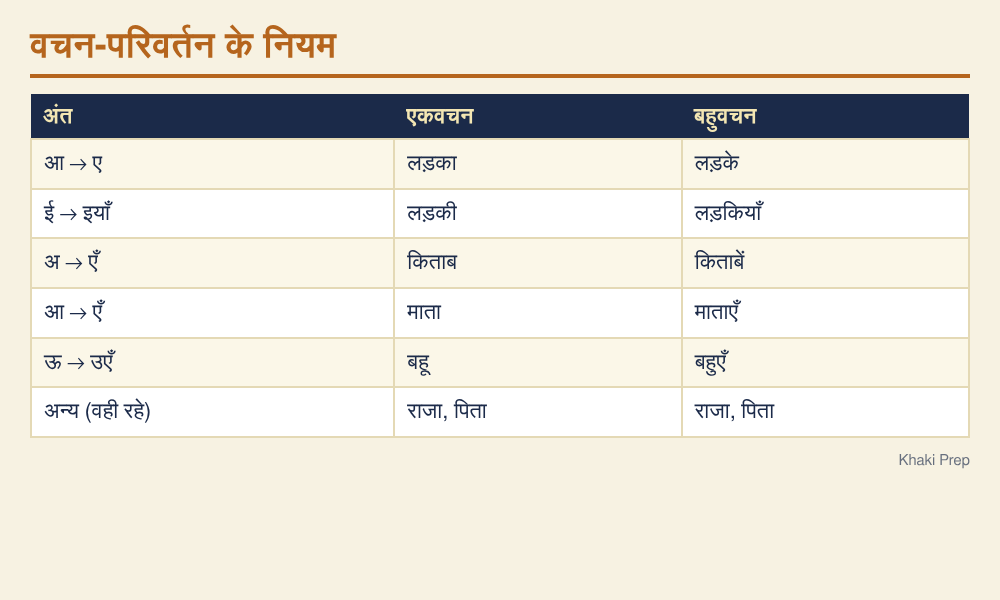 वचन-परिवर्तन के नियम
अंत एकवचन बहुवचन
आ → ए लड़का लड़के
ई → इयाँ लड़की लड़कियाँ
अ → एँ किताब किताबें
आ → एँ माता माताएँ
ऊ → उएँ बहू बहुएँ
अन्य (वही रहे) राजा, पिता राजा, पिता
Khaki Prep